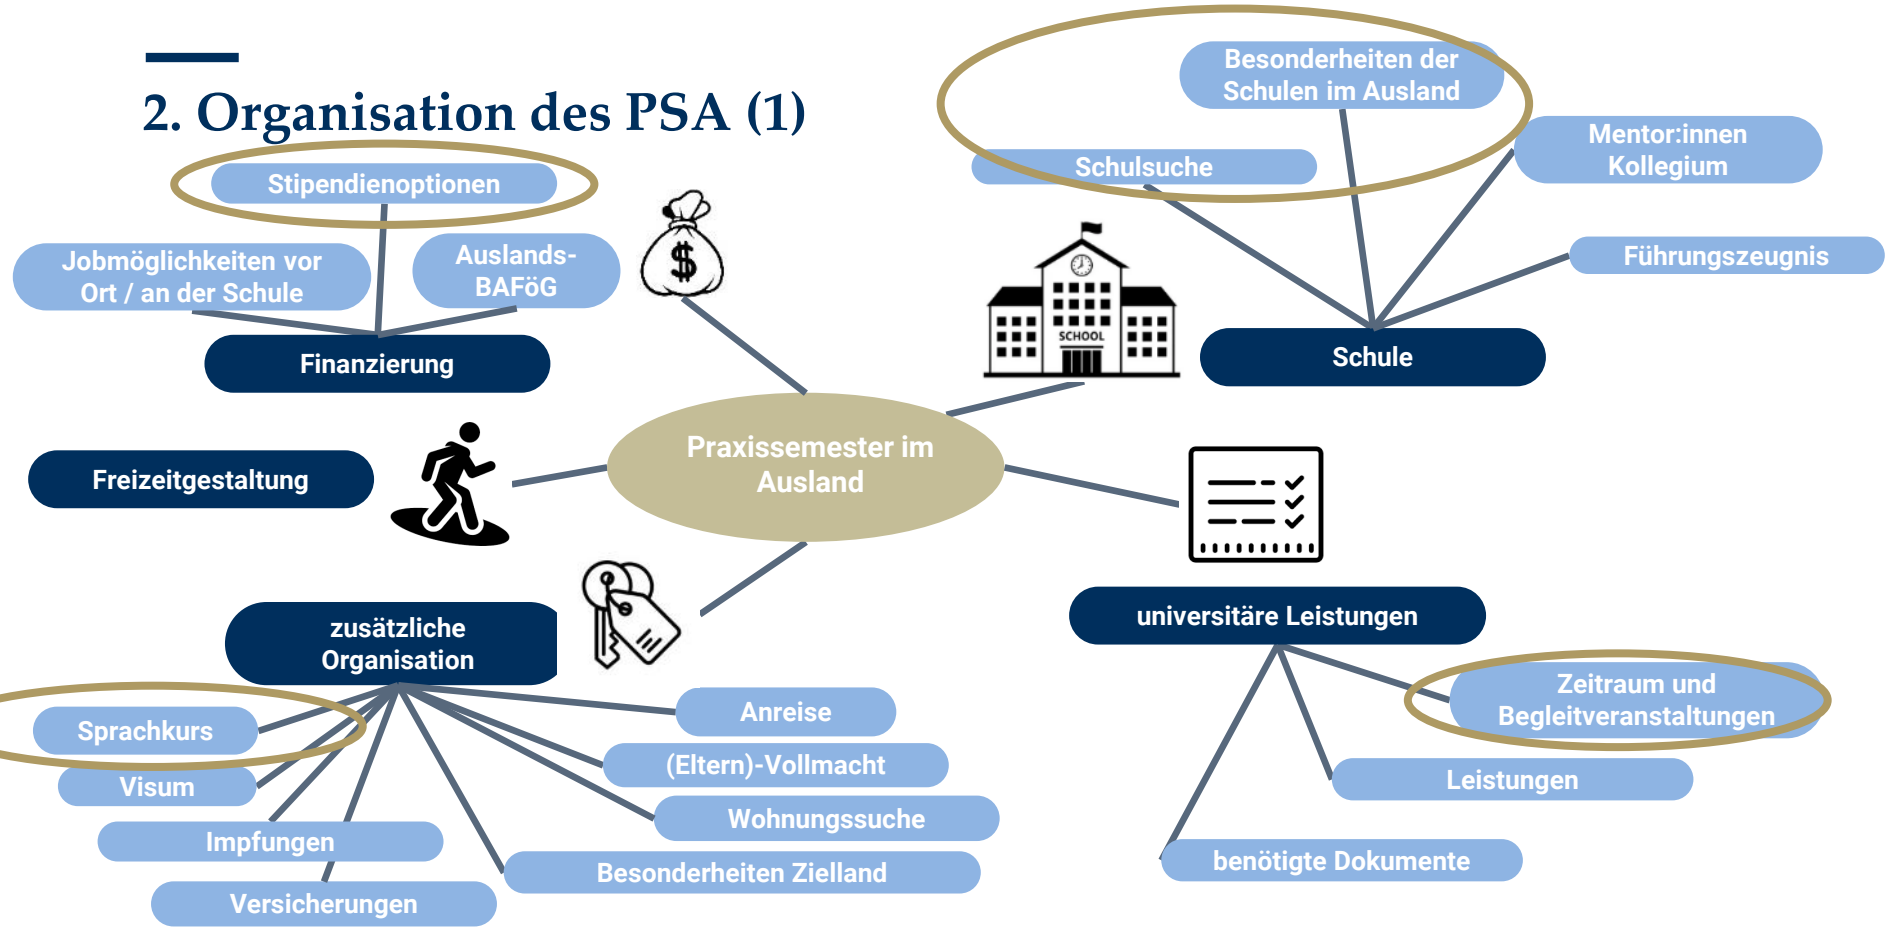 2. Organisation des PSA (1)
Stipendienoptionen
Jobmöglichkeiten vor
Ort / an der Schule
Auslands-
BAFöG
Finanzierung
Besonderheiten der
Schulen im Ausland
Schulsuche
Mentor:innen
Kollegium
Führungszeugnis
SCHOOL
Schule
Praxissemester im
Ausland
Freizeitgestaltung
zusätzliche
Organisation
Sprachkurs
Visum
Impfungen
Versicherungen
Anreise
(Eltern)-Vollmacht
Wohnungssuche
Besonderheiten Zielland
universitäre Leistungen
Zeitraum und
Begleitveranstaltungen
Leistungen
benötigte Dokumente